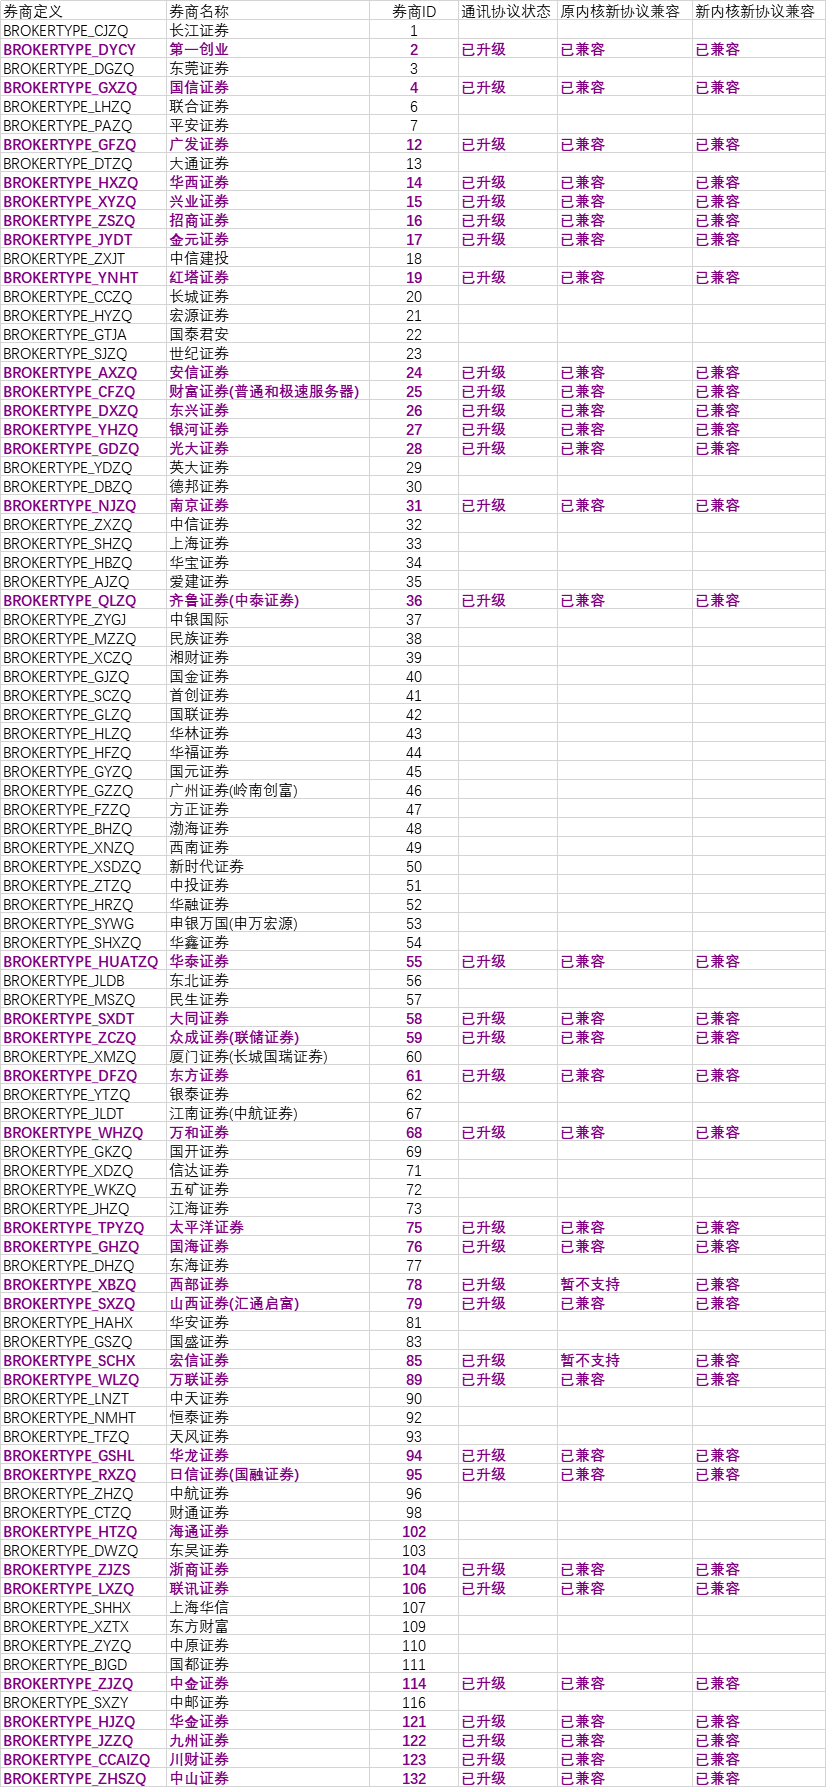 券商定义 券商名称 券商ID 通讯协议状态 原内核新协议兼容 新内核新协议兼容
BROKERTYPE_CJZQ 长江证券 1
BROKERTYPE_DYCY 第一创业 2 已升级 已兼容 已兼容
BROKERTYPE_DGZQ 东莞证券 3
BROKERTYPE_GXZQ 国信证券 4 已升级 已兼容 已兼容
BROKERTYPE_LHZQ 联合证券 6
BROKERTYPE_PAZQ 平安证券 7
BROKERTYPE_GFZQ 广发证券 12 已升级 已兼容 已兼容
BROKERTYPE_DTZQ 大通证券 13
BROKERTYPE_HXZQ 华西证券 14 已升级 已兼容 已兼容
BROKERTYPE_XYZQ 兴业证券 15 已升级 已兼容 已兼容
BROKERTYPE_ZSZQ 招商证券 16 已升级 已兼容 已兼容
BROKERTYPE_JYDT 金元证券 17 已升级 已兼容 已兼容
BROKERTYPE_ZXJT 中信建投 18
BROKERTYPE_YNHT 红塔证券 19 已升级 已兼容 已兼容
BROKERTYPE_CCZQ 长城证券 20
BROKERTYPE_HYZQ 宏源证券 21
BROKERTYPE_GTJA 国泰君安 22
BROKERTYPE_SJZQ 世纪证券 23
BROKERTYPE_AXZQ 安信证券 24 已升级 已兼容 已兼容
BROKERTYPE_CFZQ 财富证券(普通和极速服务器) 25 已升级 已兼容 已兼容
BROKERTYPE_DXZQ 东兴证券 26 已升级 已兼容 已兼容
BROKERTYPE_YHZQ 银河证券 27 已升级 已兼容 已兼容
BROKERTYPE_GDZQ 光大证券 28 已升级 已兼容 已兼容
BROKERTYPE_YDZQ 英大证券 29
BROKERTYPE_DBZQ 德邦证券 30
BROKERTYPE_NJZQ 南京证券 31 已升级 已兼容 已兼容
BROKERTYPE_ZXZQ 中信证券 32
BROKERTYPE_SHZQ 上海证券 33
BROKERTYPE_HBZQ 华宝证券 34
BROKERTYPE_AJZQ 爱建证券 35
BROKERTYPE_QLZQ 齐鲁证券(中泰证券) 36 已升级 已兼容 已兼容
BROKERTYPE_ZYGJ 中银国际 37
BROKERTYPE_MZZQ 民族证券 38
BROKERTYPE_XCZQ 湘财证券 39
BROKERTYPE_GJZQ 国金证券 40
BROKERTYPE_SCZQ 首创证券 41
BROKERTYPE_GLZQ 国联证券 42
BROKERTYPE_HLZQ 华林证券 43
BROKERTYPE_HFZQ 华福证券 44
BROKERTYPE_GYZQ 国元证券 45
BROKERTYPE_GZZQ 广州证券(岭南创富) 46
BROKERTYPE_FZZQ 方正证券 47
BROKERTYPE_BHZQ 渤海证券 48
BROKERTYPE_XNZQ 西南证券 49
BROKERTYPE_XSDZQ 新时代证券 50
BROKERTYPE_ZTZQ 中投证券 51
BROKERTYPE_HRZQ 华融证券 52
BROKERTYPE_SYWG 申银万国(申万宏源) 53
BROKERTYPE_SHXZQ 华鑫证券 54
BROKERTYPE_HUATZQ 华泰证券 55 已升级 已兼容 已兼容
BROKERTYPE_JLDB 东北证券 56
BROKERTYPE_MSZQ 民生证券 57
BROKERTYPE_SXDT 大同证券 58 已升级 已兼容 已兼容
BROKERTYPE_ZCZQ 众成证券(联储证券) 59 已升级 已兼容 已兼容
BROKERTYPE_XMZQ 厦门证券(长城国瑞证券) 60
BROKERTYPE_DFZQ 东方证券 61 已升级 已兼容 已兼容
BROKERTYPE_YTZQ 银泰证券 62
BROKERTYPE_JLDT 江南证券(中航证券) 67
BROKERTYPE_WHZQ 万和证券 68 已升级 已兼容 已兼容
BROKERTYPE_GKZQ 国开证券 69
BROKERTYPE_XDZQ 信达证券 71
BROKERTYPE_WKZQ 五矿证券 72
BROKERTYPE_JHZQ 江海证券 73
BROKERTYPE_TPYZQ 太平洋证券 75 已升级 已兼容 已兼容
BROKERTYPE_GHZQ 国海证券 76 已升级 已兼容 已兼容
BROKERTYPE_DHZQ 东海证券 77
BROKERTYPE_XBZQ 西部证券 78 已升级 暂不支持 已兼容
BROKERTYPE_SXZQ 山西证券(汇通启富) 79 已升级 已兼容 已兼容
BROKERTYPE_HAHX 华安证券 81
BROKERTYPE_GSZQ 国盛证券 83
BROKERTYPE_SCHX 宏信证券 85 已升级 暂不支持 已兼容
BROKERTYPE_WLZQ 万联证券 89 已升级 已兼容 已兼容
BROKERTYPE_LNZT 中天证券 90
BROKERTYPE_NMHT 恒泰证券 92
BROKERTYPE_TFZQ 天风证券 93
BROKERTYPE_GSHL 华龙证券 94 已升级 已兼容 已兼容
BROKERTYPE_RXZQ 日信证券(国融证券) 95 已升级 已兼容 已兼容
BROKERTYPE_ZHZQ 中航证券 96
BROKERTYPE_CTZQ 财通证券 98
BROKERTYPE_HTZQ 海通证券 102
BROKERTYPE_DWZQ 东吴证券 103
BROKERTYPE_ZJZS 浙商证券 104 已升级 已兼容 已兼容
BROKERTYPE_LXZQ 联讯证券 106 已升级 已兼容 已兼容
BROKERTYPE_SHHX 上海华信 107
BROKERTYPE_XZTX 东方财富 109
BROKERTYPE_ZYZQ 中原证券 110
BROKERTYPE_BJGD 国都证券 111
BROKERTYPE_ZJZQ 中金证券 114 已升级 已兼容 已兼容
BROKERTYPE_SXZY 中邮证券 116
BROKERTYPE_HJZQ 华金证券 121 已升级 已兼容 已兼容
BROKERTYPE_JZZQ 九州证券 122 已升级 已兼容 已兼容
BROKERTYPE_CCAIZQ 川财证券 123 已升级 已兼容 已兼容
BROKERTYPE_ZHSZQ 中山证券 132 已升级 已兼容 已兼容